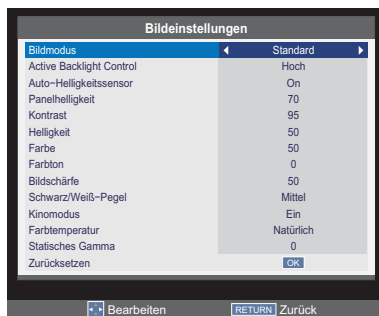 Bildeinstellungen
Bildmodus Standard
Active Backlight Control Hoch
Auto-Helligkeitssensor On
Panelhelligkeit 70
Kontrast 95
Helligkeit 50
Farbe 50
Farbton 0
Bildschärfe 50
Schwarz/Weiß-Pegel Mittel
Kinomodus Ein
Farbtemperatur Natürlich
Statisches Gamma 0
Zurücksetzen OK
Bearbeiten RETURN Zurück